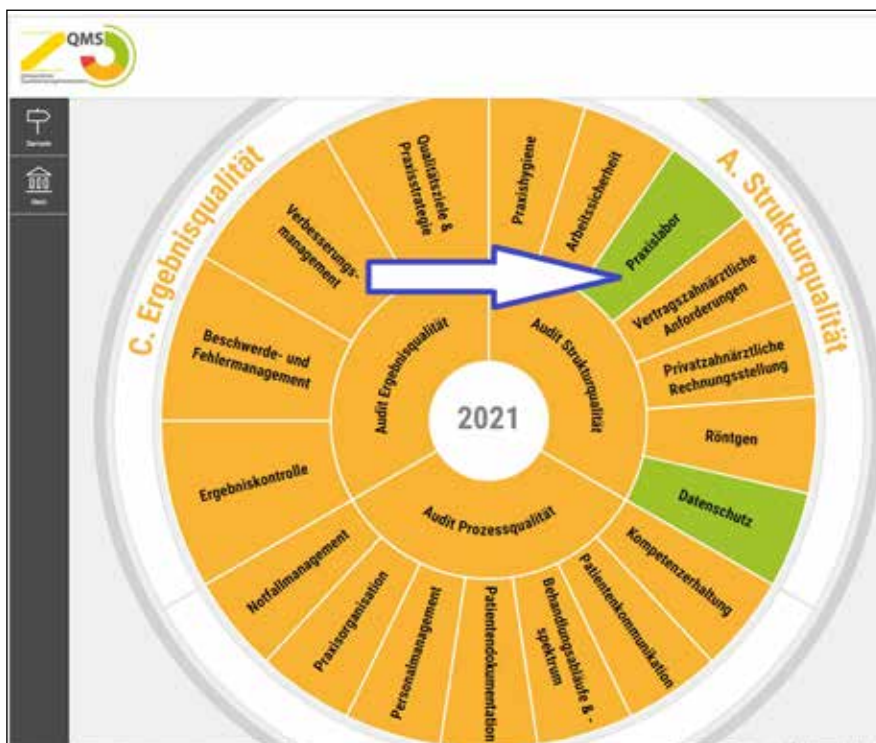 QMS
C. Ergebnisqualität
A. Strukturqualität
Qualitätsziele &
Praxisstrategie
Praxishygiene
Arbeitssicherheit
Praxislabor
Vertragszahnärztliche
Anforderungen
Privatzahnärztliche
Rechnungsstellung
Röntgen
Datenschutz
Kompetenzerhaltung
Patientenkommunikation
Behandlungsabläufe & -
spektrum
Patientendokumentation
Personalmanagement
Praxisorganisation
Notfallmanagement
Ergebniskontrolle
Beschwerde- und
Fehlermanagement
Verbesserungs-
management
Audit Ergebnisqualität
Audit Strukturqualität
2021
Audit Prozessqualität